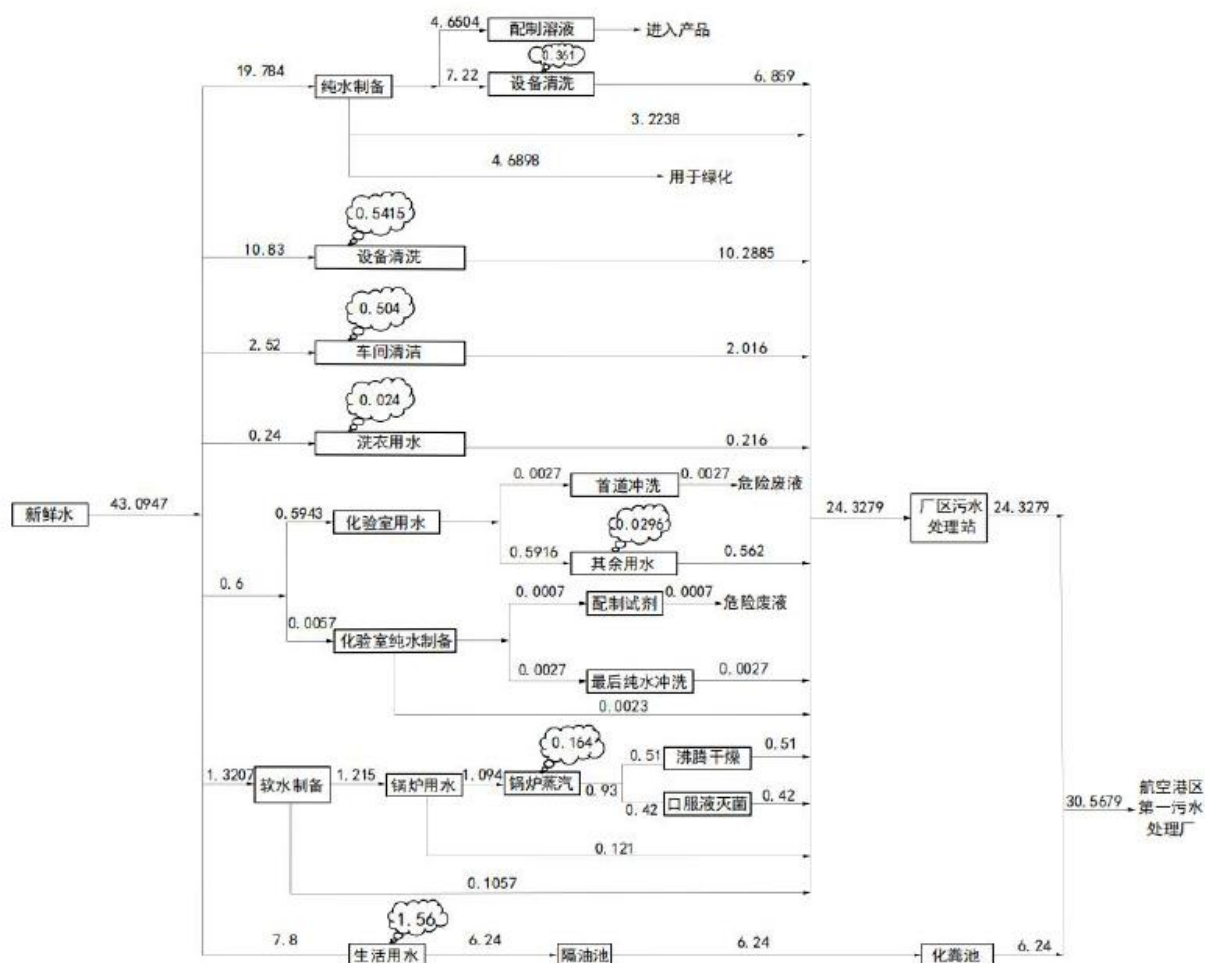 4.6504
配制溶液
进入产品
0.361
19.784
纯水制备
7.22
设备清洗
6.859
3.2238
4.6898
用于绿化
0.5415
10.83
设备清洗
10.2885
0.504
2.52
车间清洁
2.016
0.024
0.24
洗衣用水
0.216
0.0027
首道冲洗
0.0027
危险废液
新鲜水
43.0947
0.5943
化验室用水
0.0296
24.3279
厂区污水
处理站
24.3279
0.5916
其余用水
0.562
0.6
0.0007
配制试剂
0.0007
危险废液
0.0057
化验室纯水制备
0.0027
最后纯水冲洗
0.0027
0.0023
0.164
0.51
沸腾干燥
0.51
1.3207
软水制备
1.215
锅炉用水
1.094
锅炉蒸汽
0.93
0.42
口服液灭菌
0.42
30.5679
航空港区
第一污水
处理厂
0.121
0.1057
1.56
7.8
生活用水
6.24
隔油池
6.24
化粪池
6.24